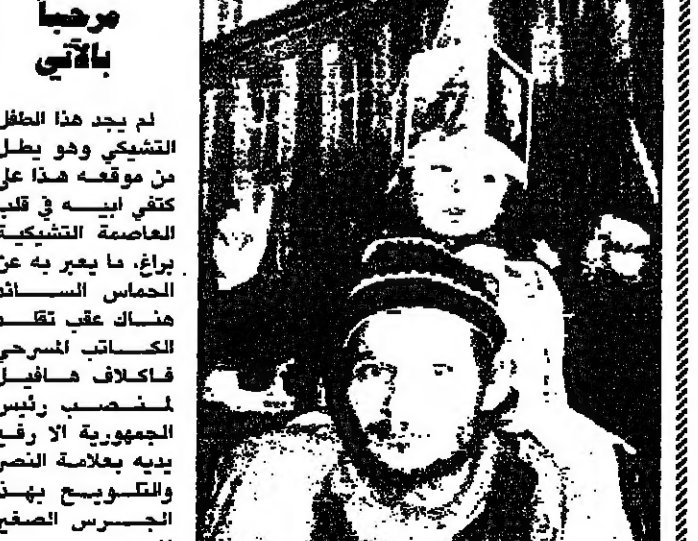 مرحباً
بالآتي
لم يجد هذا الطفل
التشيكي وهو يطل
من موقعه هذا على
كتفي ابيه في قلب
العاصمة التشيكية
براغ، ما يعبر به عن
الحماس السائد
هناك عقب تقلد
الكاتب المسرحي
فاكلاف هافيل
لمنصب رئيس
الجمهورية الا رفع
يديه بعلامة النصر
والتلويح بهذا
الجرس الصغير